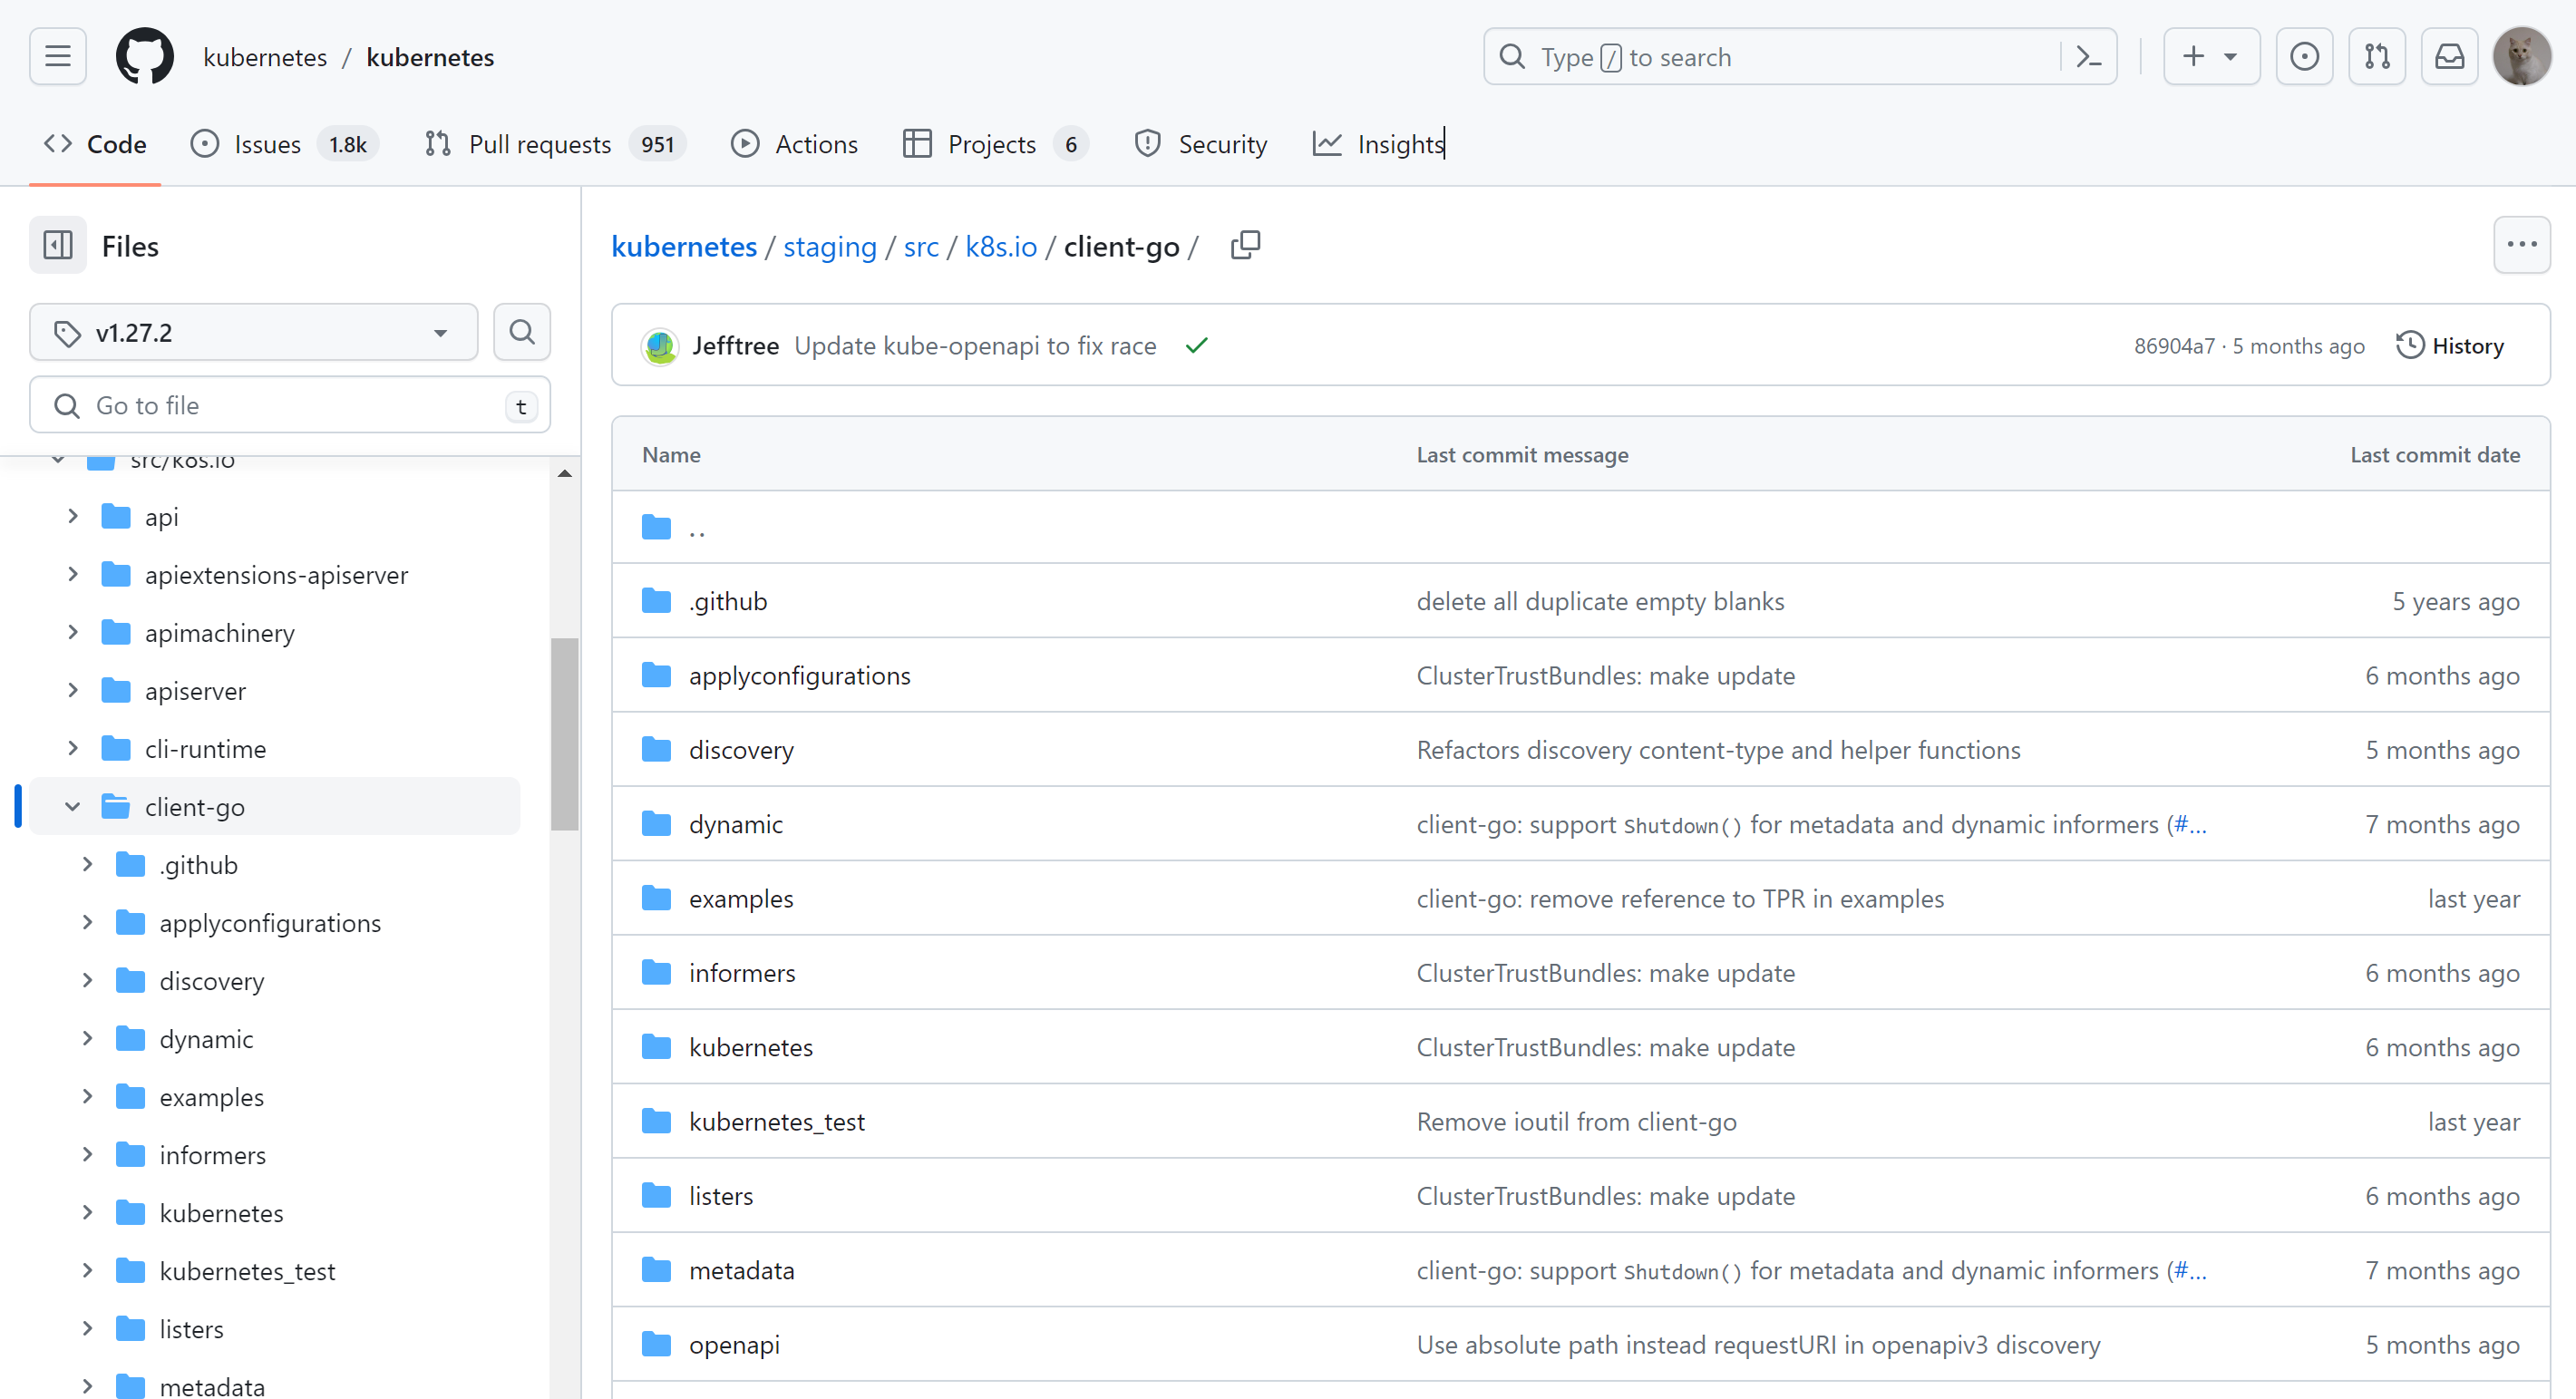 kubernetes / kubernetes
Type / to search
Code
Issues 1.8k
Pull requests 951
Actions
Projects 6
Security
Insights
Files
v1.27.2
Go to file t
src/k8s.io
api
apiextensions-apiserver
apimachinery
apiserver
cli-runtime
client-go
.github
applyconfigurations
discovery
dynamic
examples
informers
kubernetes
kubernetes_test
listers
metadata
kubernetes / staging / src / k8s.io / client-go /
Jefftree Update kube-openapi to fix race
86904a7 · 5 months ago History
Name Last commit message Last commit date
..
.github delete all duplicate empty blanks 5 years ago
applyconfigurations ClusterTrustBundles: make update 6 months ago
discovery Refactors discovery content-type and helper functions 5 months ago
dynamic client-go: support Shutdown() for metadata and dynamic informers (#... 7 months ago
examples client-go: remove reference to TPR in examples last year
informers ClusterTrustBundles: make update 6 months ago
kubernetes ClusterTrustBundles: make update 6 months ago
kubernetes_test Remove ioutil from client-go last year
listers ClusterTrustBundles: make update 6 months ago
metadata client-go: support Shutdown() for metadata and dynamic informers (#... 7 months ago
openapi Use absolute path instead requestURI in openapiv3 discovery 5 months ago